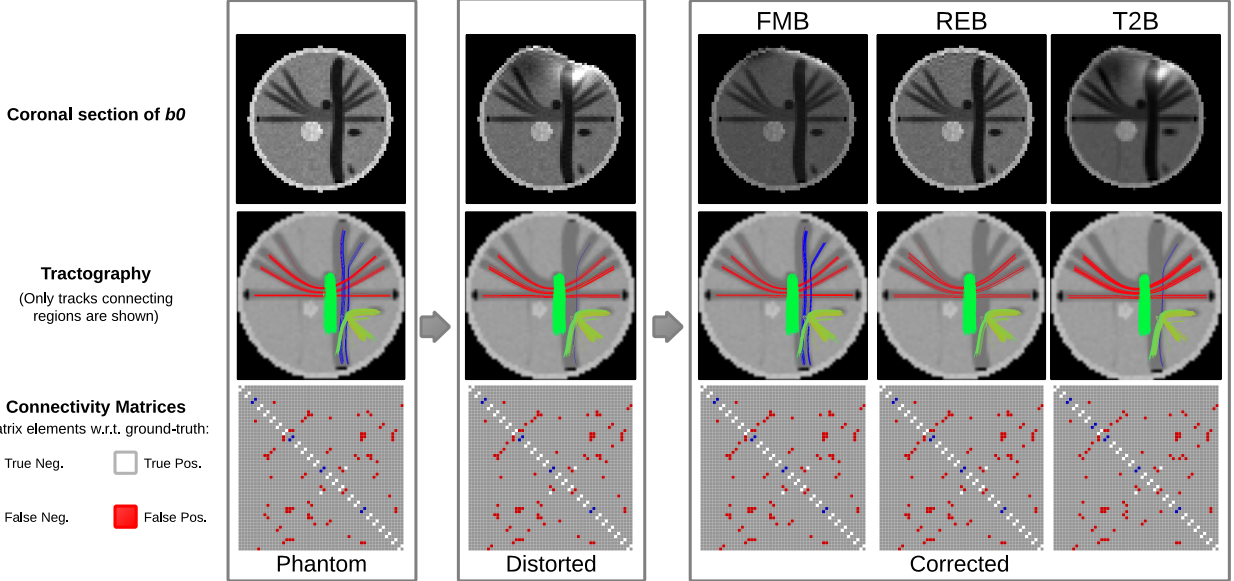 FMB REB T2B
Coronal section of b0
Tractography
(Only tracks connecting
regions are shown)
Connectivity Matrices
atrix elements w.r.t. ground-truth:
True Neg. True Pos.
False Neg. False Pos.
Phantom Distorted Corrected